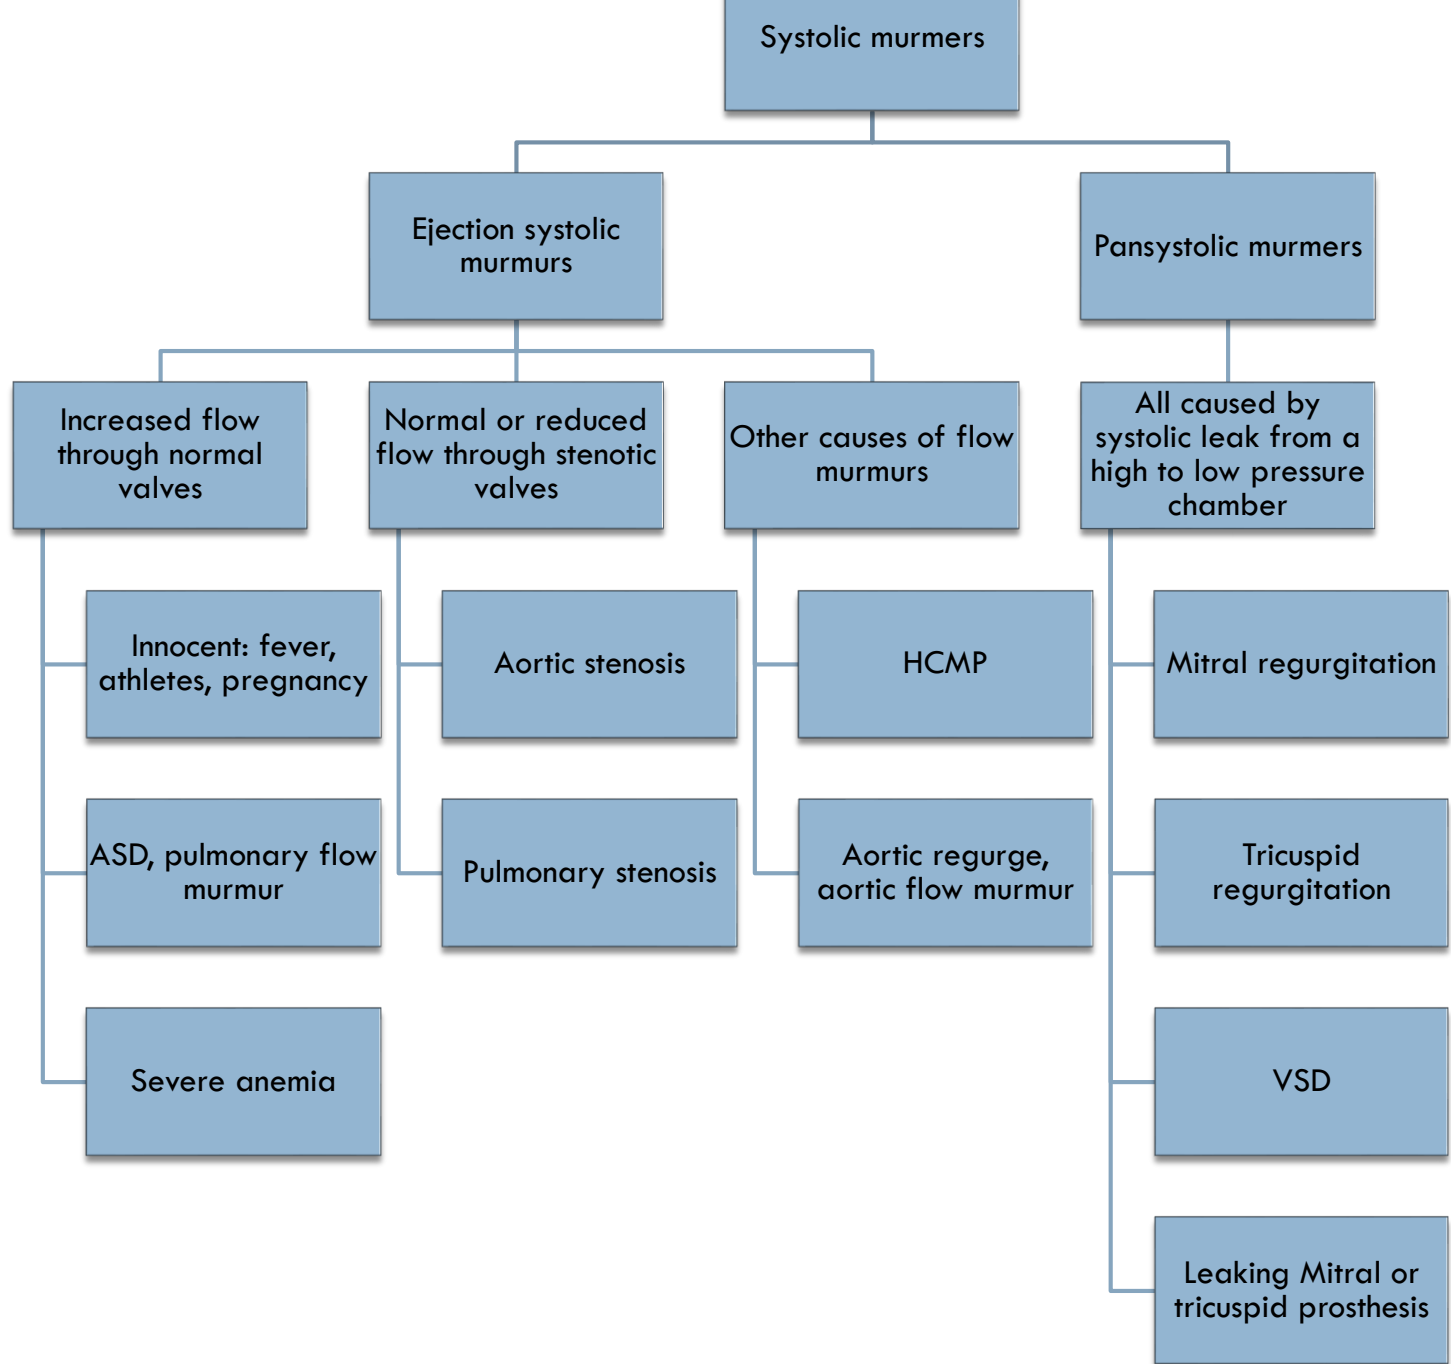 Systolic murmers
Ejection systolic
murmurs
Pansystolic murmers
Increased flow
through normal
valves
Normal or reduced
flow through stenotic
valves
Other causes of flow
murmurs
All caused by
systolic leak from a
high to low pressure
chamber
Innocent: fever,
athletes, pregnancy
Aortic stenosis
HCMP
Mitral regurgitation
ASD, pulmonary flow
murmur
Pulmonary stenosis
Aortic regurge,
aortic flow murmur
Tricuspid
regurgitation
Severe anemia
VSD
Leaking Mitral or
tricuspid prosthesis